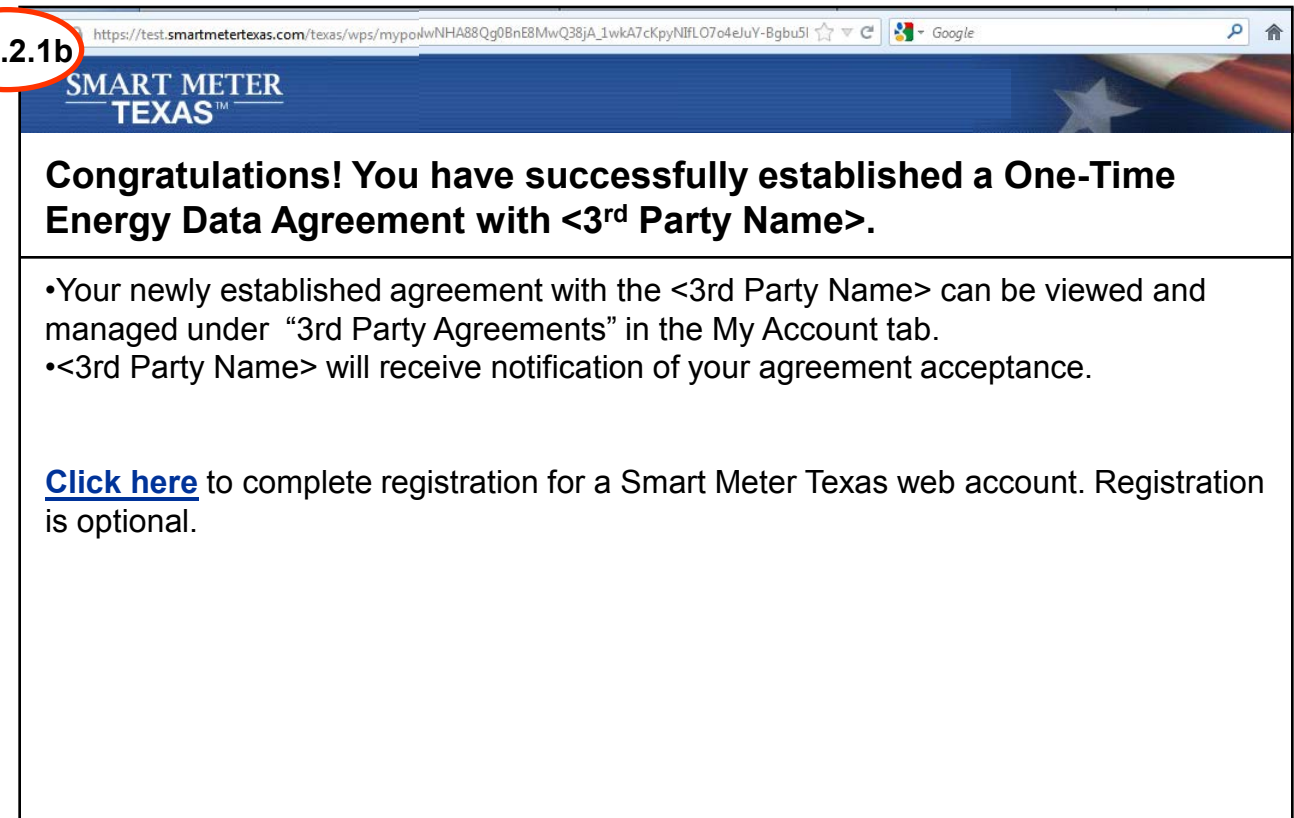 .2.1b
https://test.smartmetertexas.com/texas/wps/mypor
IwNHA88Qg0BnE8MwQ38jA_1wkA7cKpyNIfLO7o4eJuY-Bgbu5I
Google
SMART METER
TEXAS™
Congratulations! You have successfully established a One-Time
Energy Data Agreement with <3rd Party Name>.
•Your newly established agreement with the <3rd Party Name> can be viewed and
managed under “3rd Party Agreements” in the My Account tab.
•<3rd Party Name> will receive notification of your agreement acceptance.
Click here to complete registration for a Smart Meter Texas web account. Registration
is optional.